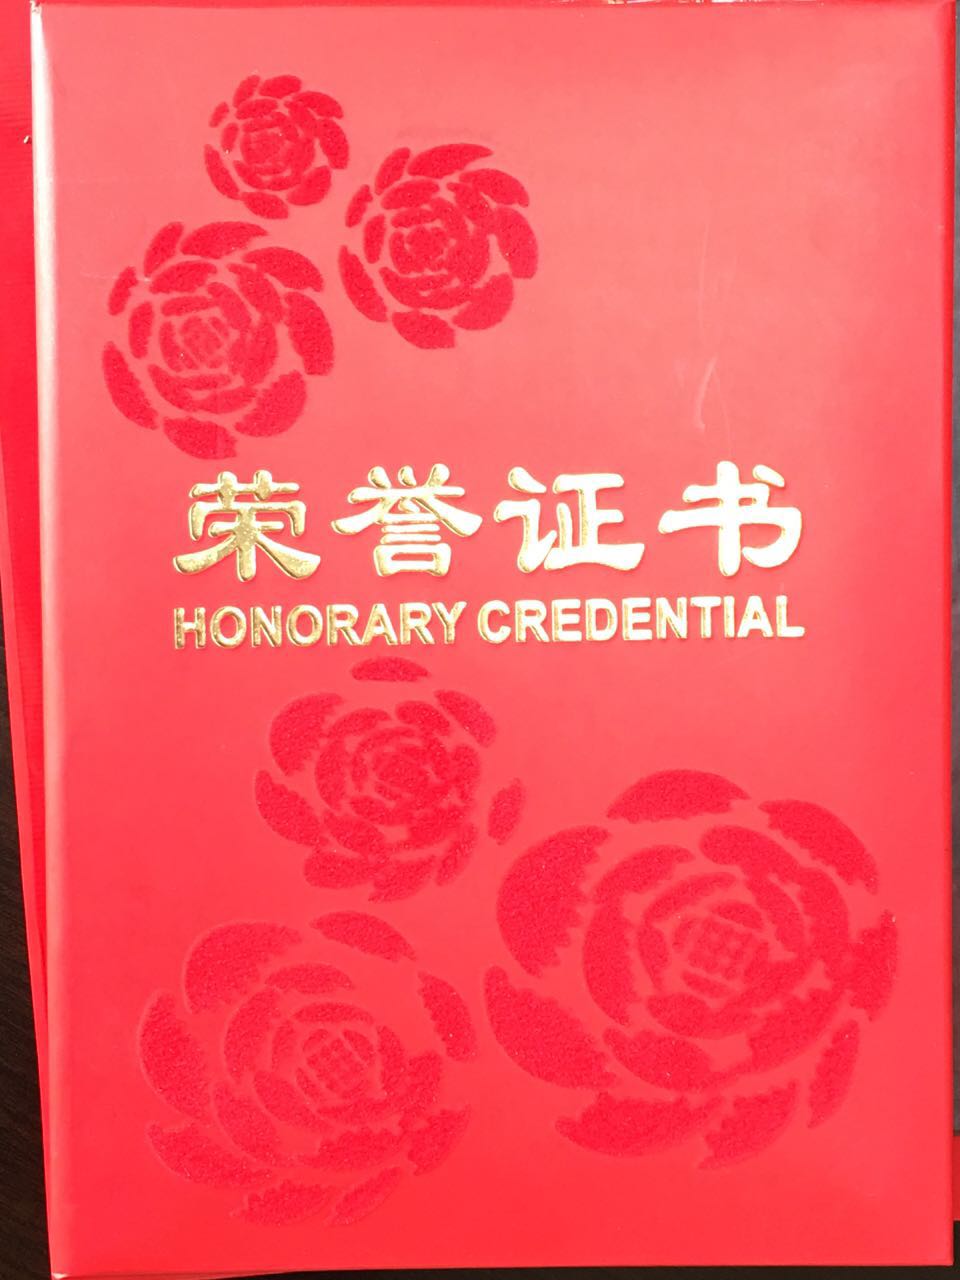 荣誉证书
HONORARY CREDENTIAL